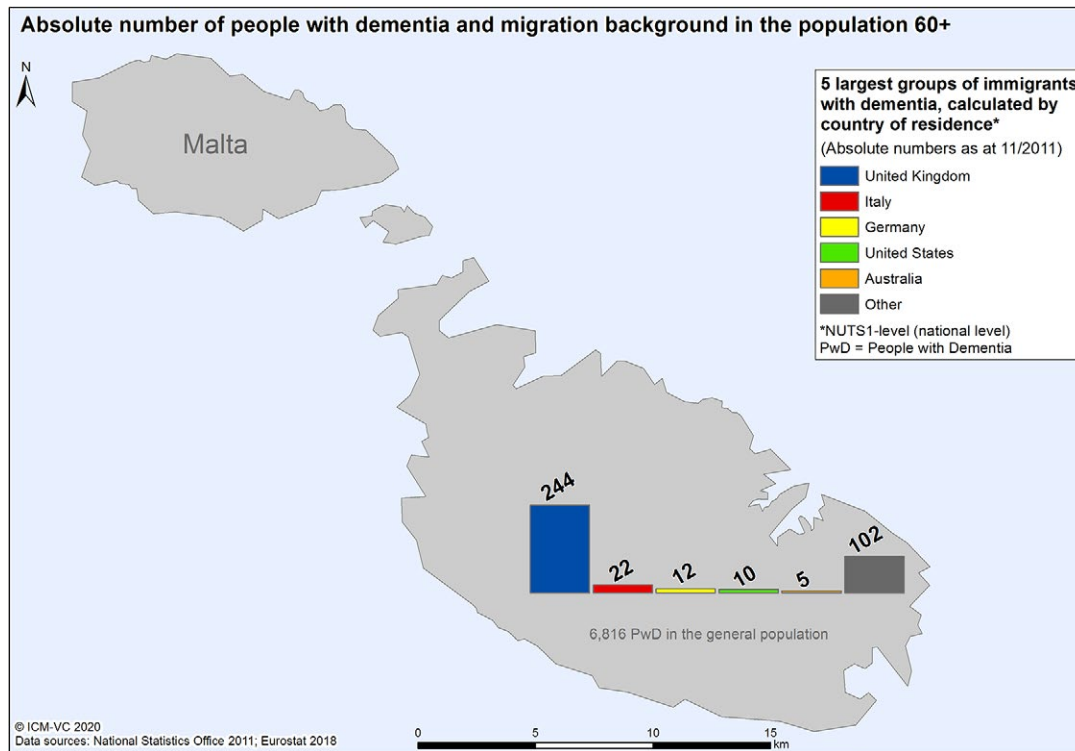 Absolute number of people with dementia and migration background in the population 60+
N
Malta
5 largest groups of immigrants
with dementia, calculated by
country of residence*
(Absolute numbers as at 11/2011)
United Kingdom
Italy
Germany
United States
Australia
Other
*NUTS1-level (national level)
PwD = People with Dementia
244
22
12
10
5
102
6,816 PwD in the general population
© ICM-VC 2020
Data sources: National Statistics Office 2011; Eurostat 2018
0 5 10 15
km